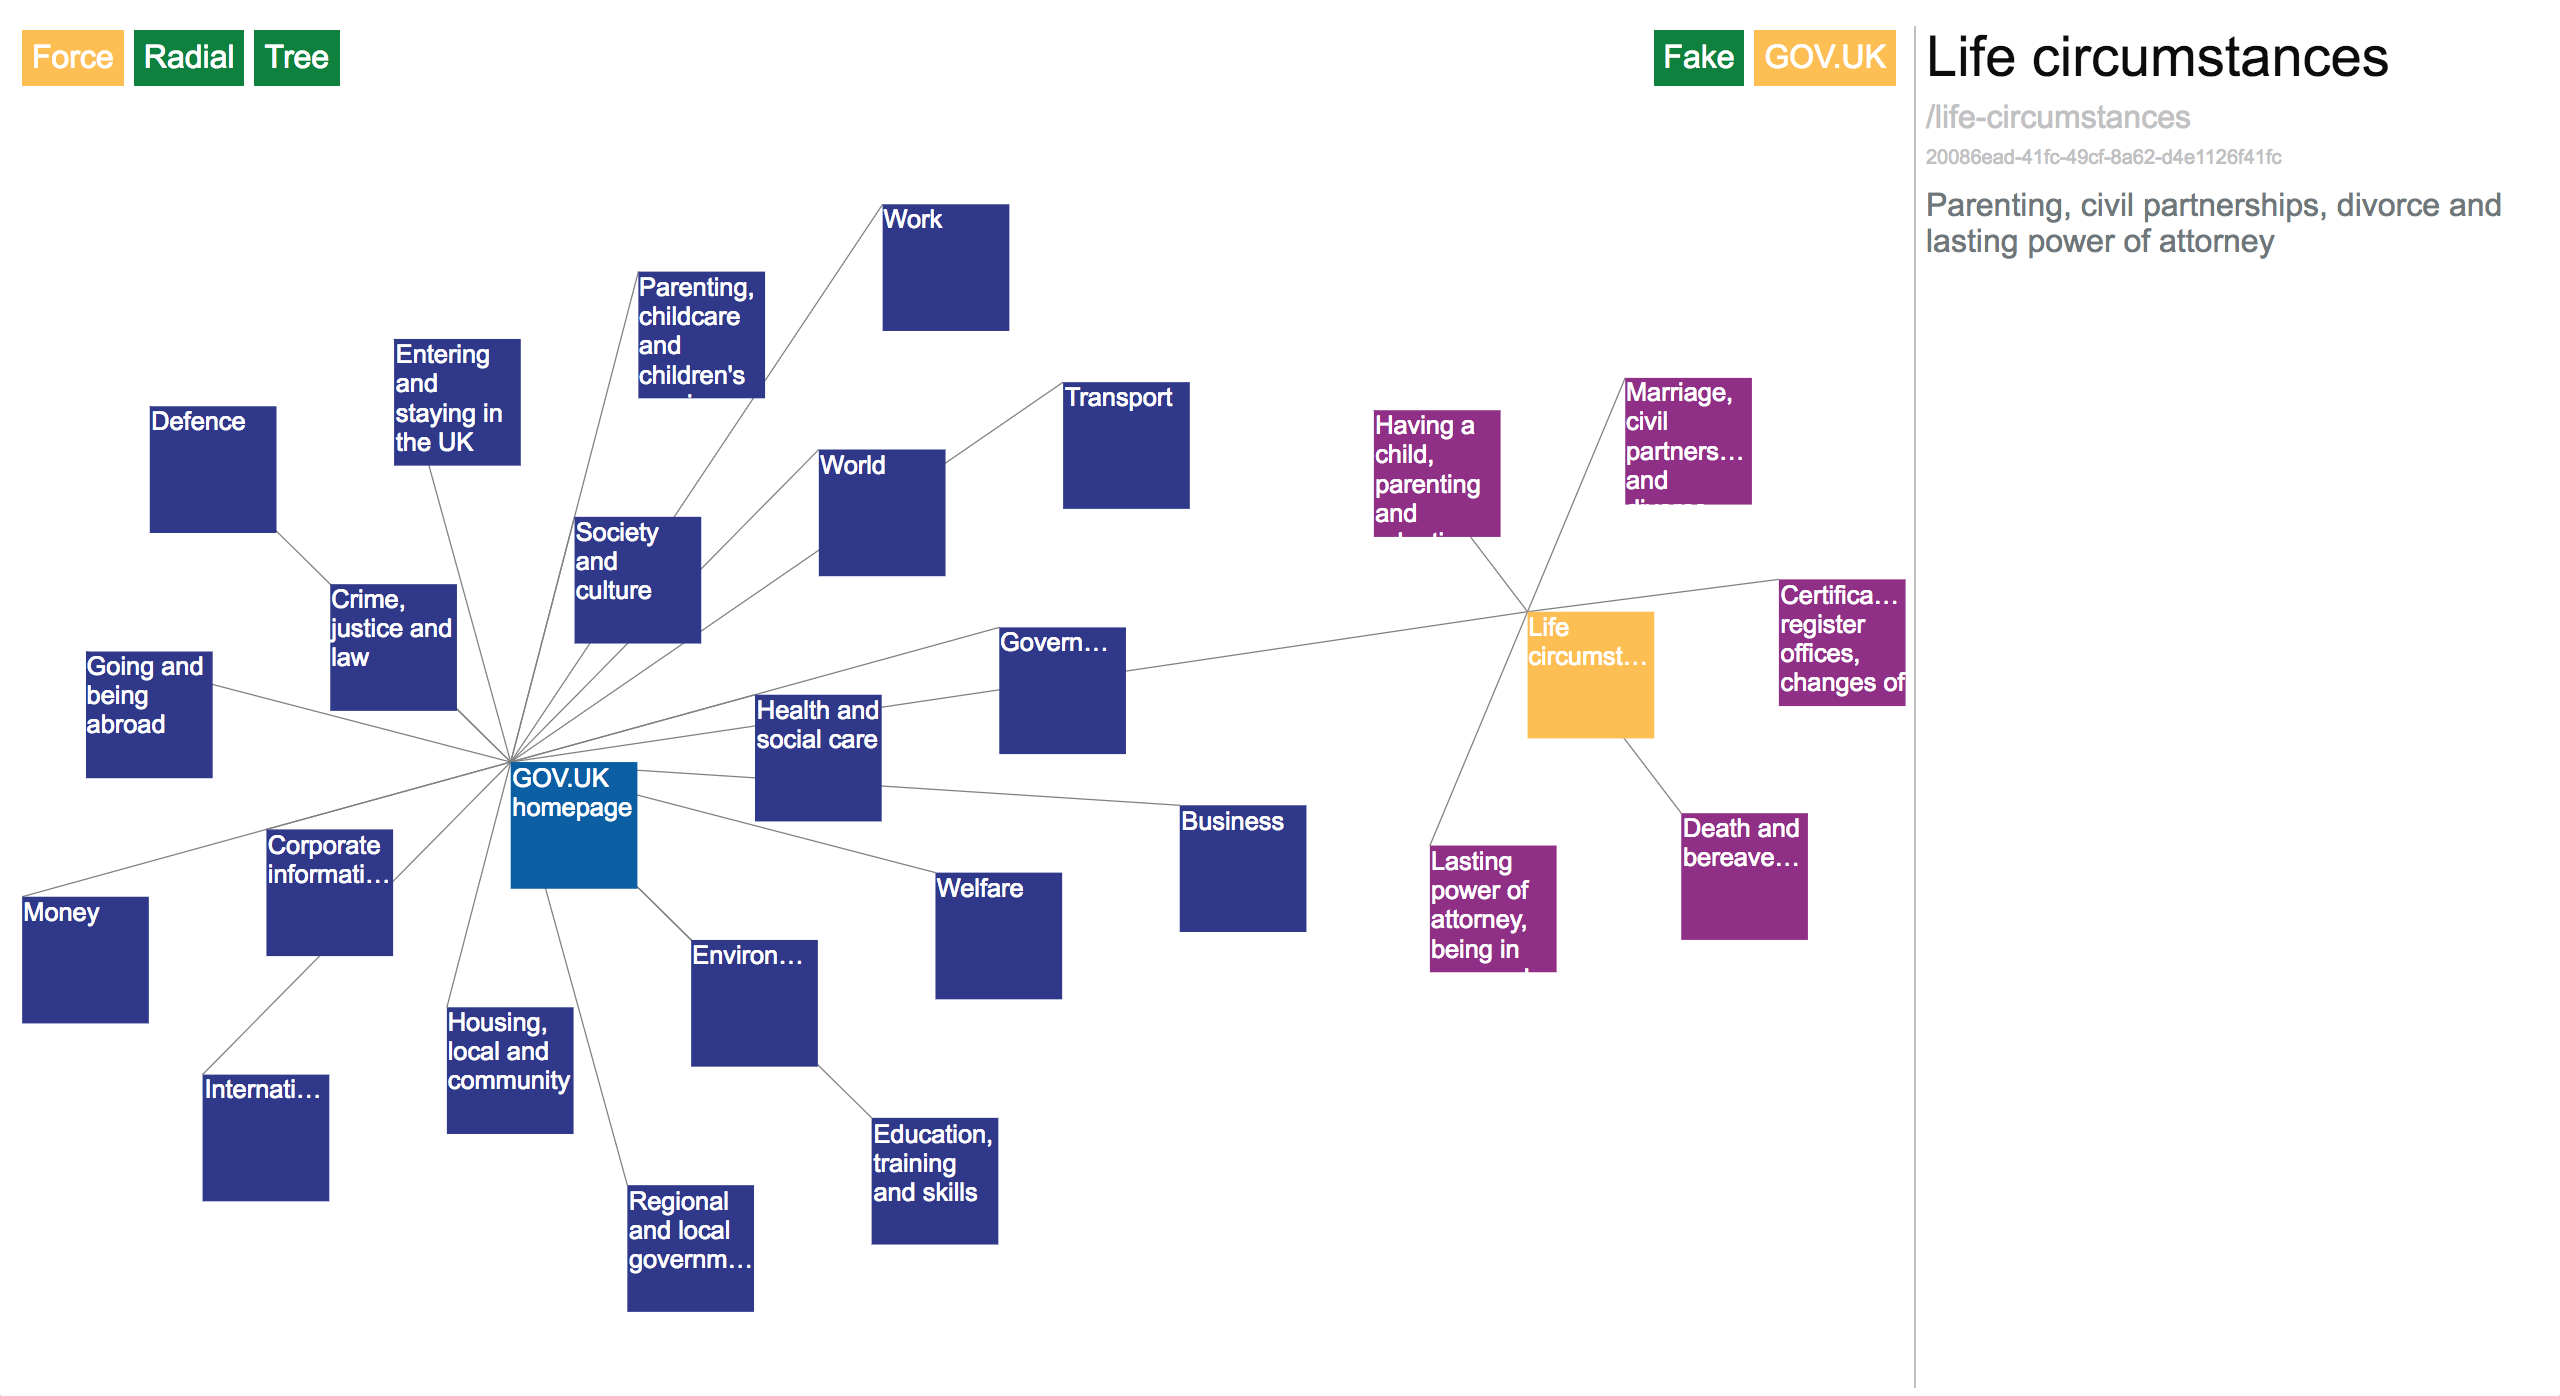 Force Radial Tree
Fake GOV.UK
Life circumstances
/life-circumstances
20086ead-41fc-49cf-8a62-d4e1126f41fc
Parenting, civil partnerships, divorce and
lasting power of attorney
Work
Parenting,
childcare
and
children's
Entering
and
staying in
the UK
Defence
Transport
World
Society
and
culture
Crime,
justice and
law
Going and
being
abroad
Govern…
Health and
social care
GOV.UK
homepage
Business
Corporate
informati…
Welfare
Money
Environ…
Housing,
local and
community
Internati…
Education,
training
and skills
Regional
and local
governm…
Marriage,
civil
partners…
and
Having a
child,
parenting
and
Certifica…
register
offices,
changes of
Life
circumst…
Death and
bereave…
Lasting
power of
attorney,
being in